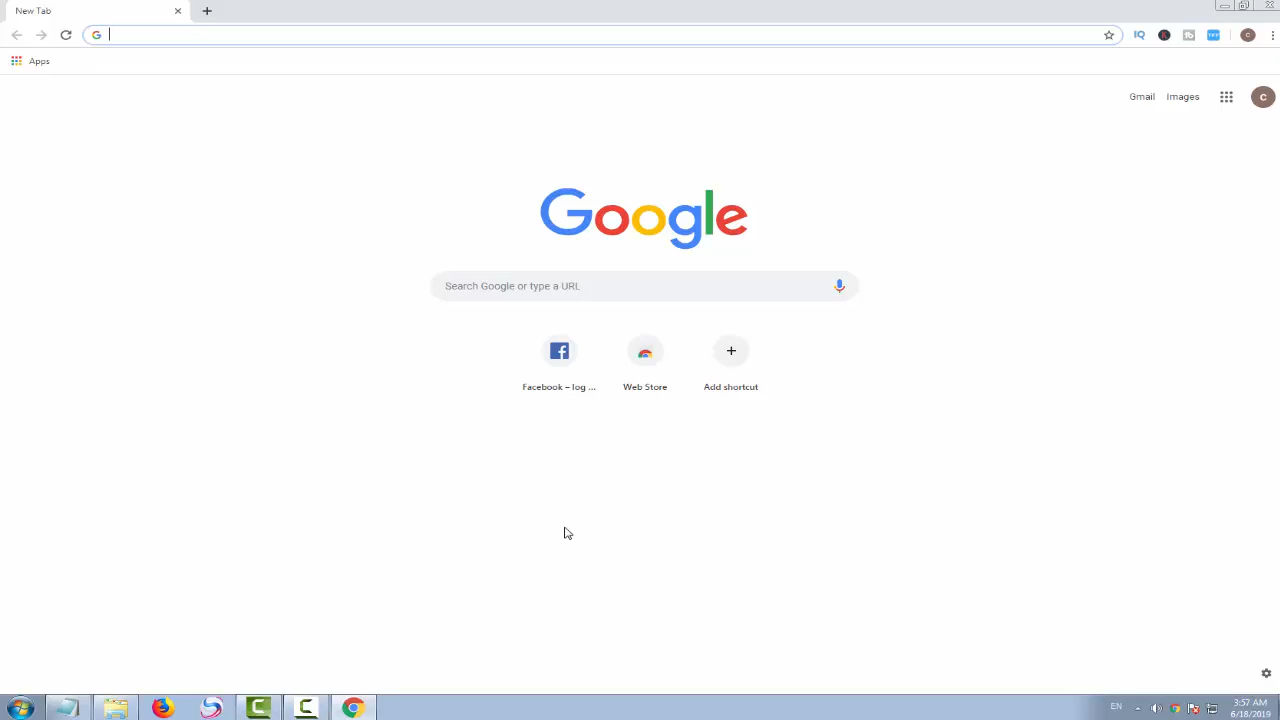 New Tab
Apps
Gmail Images
C
Google
Search Google or type a URL
Facebook – log ...
Web Store
Add shortcut
EN
3:57 AM
6/18/2019